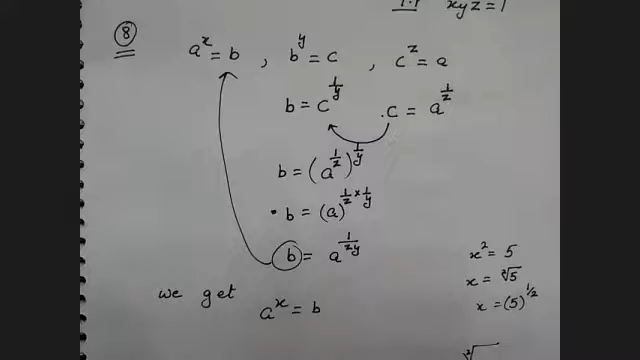 T.P xyz = 1
⑧ a^x = b , b^y = c , c^z = a
b = c^(1/y) .c = a^(1/z)
b = (a^(1/z))^(1/y)
• b = (a)^(1/z × 1/y)
b = a^(1/zy)
we get a^x = b
x² = 5
x = ²√5
x = (5)^(1/2)